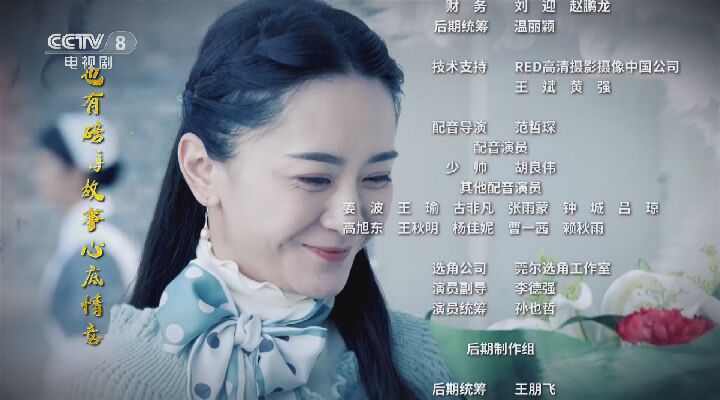 CCTV 8
电视剧
也有磅礴故事心底情意
财 务 刘 迎 赵鹏龙
后期统筹 温丽颖
技术支持 RED高清摄影摄像中国公司
王 斌 黄 强
配音导演 范哲琛
配音演员
少 帅 胡良伟
其他配音演员
姜 波 王 瑜 古非凡 张雨蒙 钟 城 吕 琼
高旭东 王秋明 杨佳妮 曹一茜 赖秋雨
选角公司 莞尔选角工作室
演员副导 李德强
演员统筹 孙也哲
后期制作组
后期统筹 王朋飞